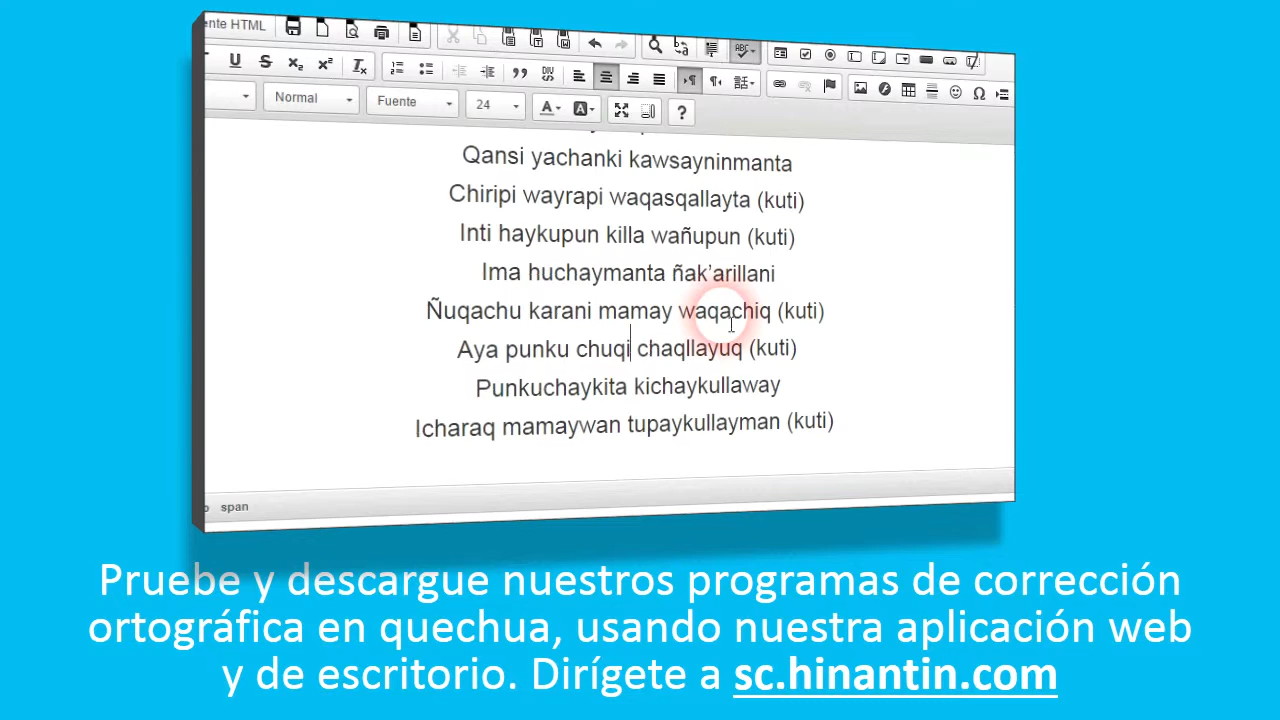 ente HTML
Normal Fuente 24
Qansi yachanki kawsayninmanta
Chiripi wayrapi waqasqallayta (kuti)
Inti haykupun killa wañupun (kuti)
Ima huchaymanta ñak’arillani
Ñuqachu karani mamay waqachiq (kuti)
Aya punku chuqi chaqllayuq (kuti)
Punkuchaykita kichaykullaway
Icharaq mamaywan tupaykullayman (kuti)
span
Pruebe y descargue nuestros programas de corrección
ortográfica en quechua, usando nuestra aplicación web
y de escritorio. Dirígete a sc.hinantin.com